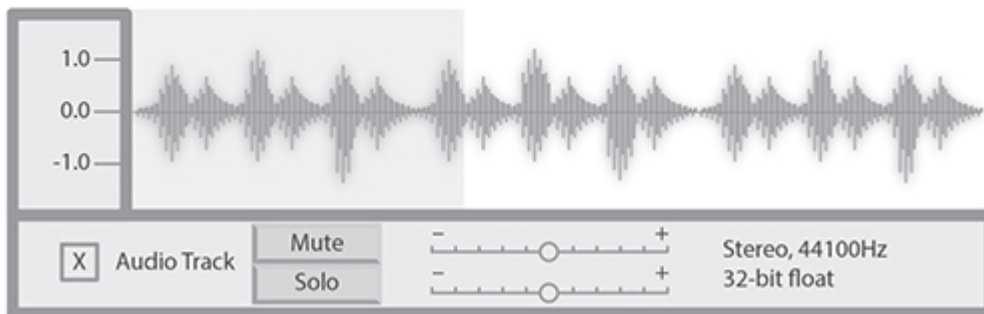 1.0
0.0
-1.0
X
Audio Track
Mute
Solo
- +
- +
Stereo, 44100Hz
32-bit float